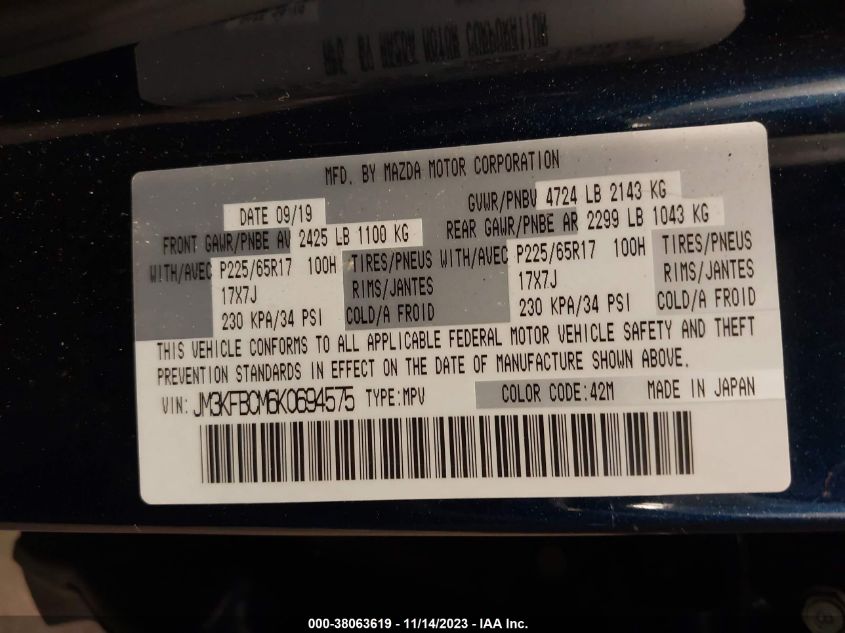 MFD. BY MAZDA MOTOR CORPORATION
DATE 09/19 GVWR/PNBV 4724 LB 2143 KG
FRONT GAWR/PNBE AV 2425 LB 1100 KG REAR GAWR/PNBE AR 2299 LB 1043 KG
WITH/AVEC P225/65R17 100H TIRES/PNEUS WITH/AVEC P225/65R17 100H TIRES/PNEUS
17X7J RIMS/JANTES 17X7J RIMS/JANTES
230 KPA/34 PSI COLD/A FROID 230 KPA/34 PSI COLD/A FROID
THIS VEHICLE CONFORMS TO ALL APPLICABLE FEDERAL MOTOR VEHICLE SAFETY AND THEFT
PREVENTION STANDARDS IN EFFECT ON THE DATE OF MANUFACTURE SHOWN ABOVE.
VIN: JM3KFBCM6K0694575 TYPE:MPV COLOR CODE:42M MADE IN JAPAN
000-38063619 - 11/14/2023 - IAA Inc.